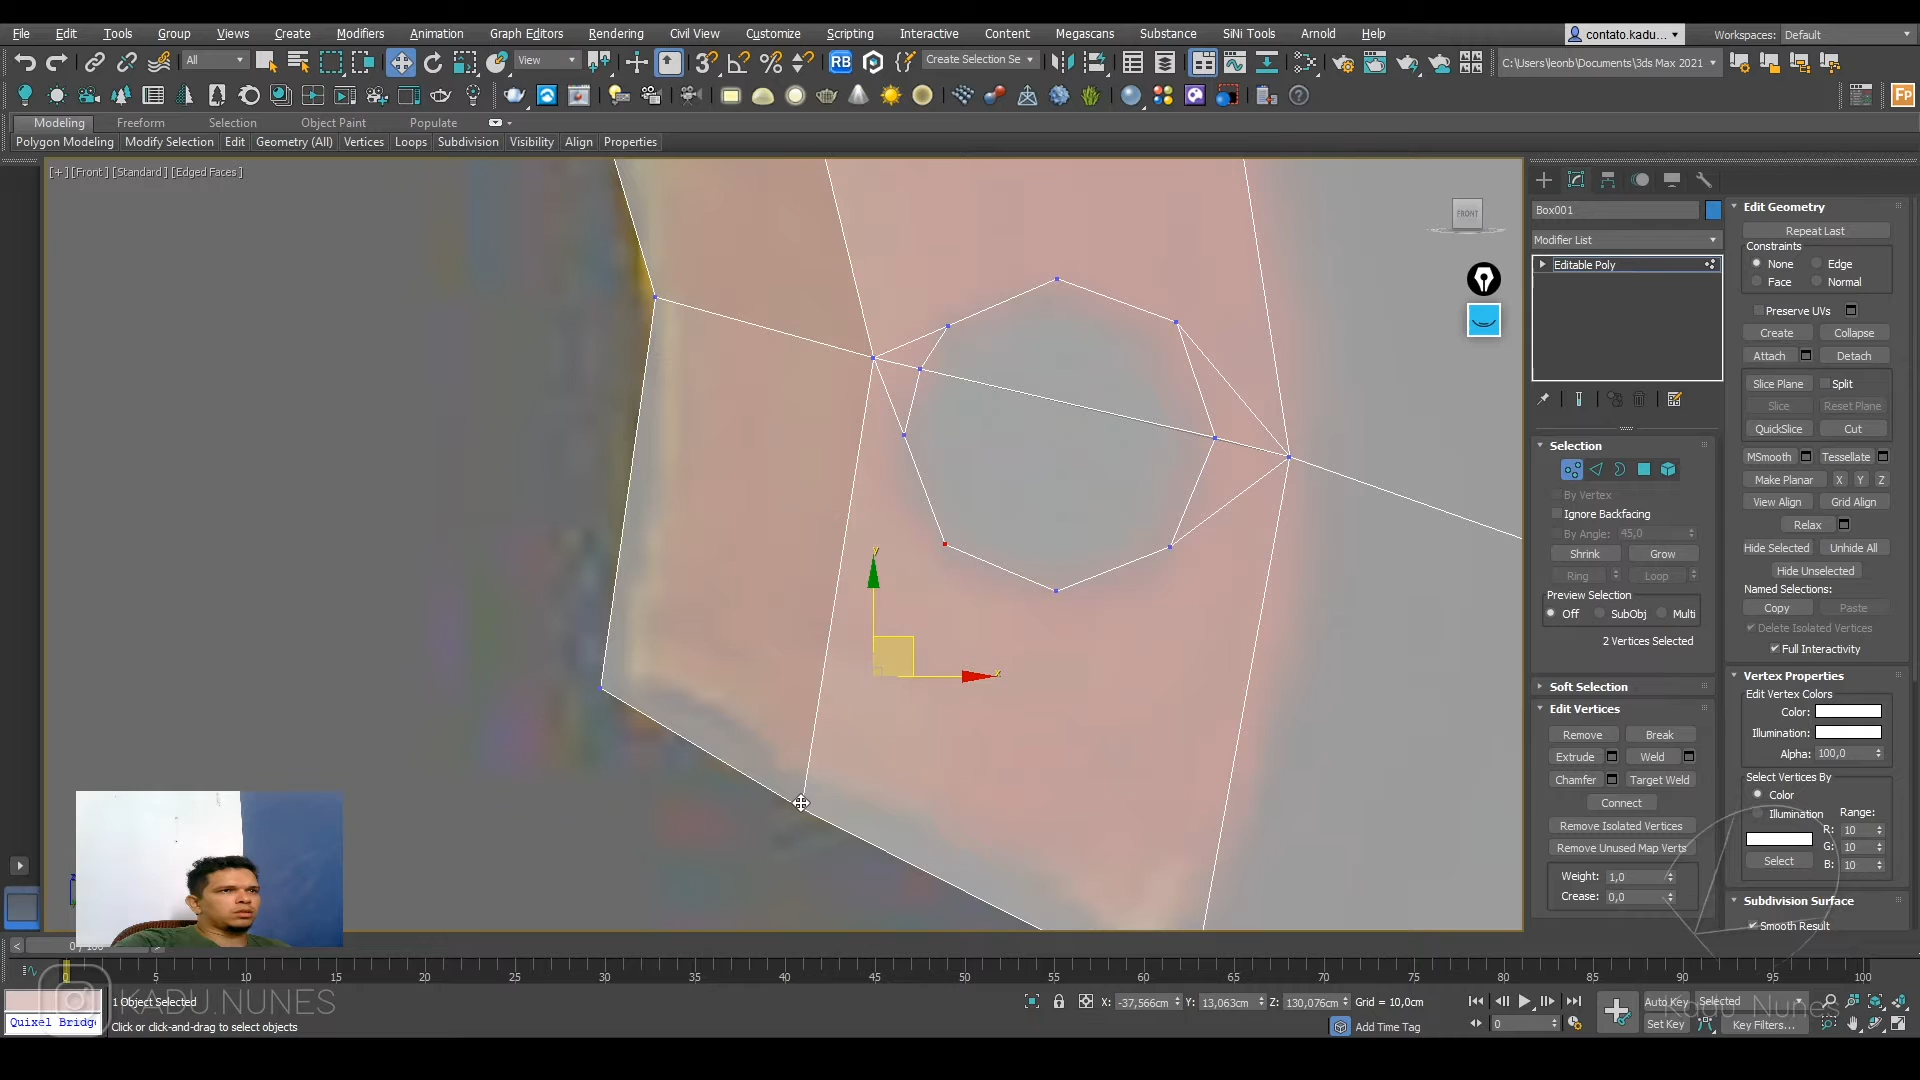 File Edit Tools Group Views Create Modifiers Animation Graph Editors Rendering Civil View Customize Scripting Interactive Content Megascans Substance SiNi Tools Arnold Help
contato.kadu... Workspaces: Default
All View Create Selection Se C:\Users\leonb\Documents\3ds Max 2021
RB
Fp
Modeling Freeform Selection Object Paint Populate
Polygon Modeling Modify Selection Edit Geometry (All) Vertices Loops Subdivision Visibility Align Properties
[+] [Front] [Standard] [Edged Faces]
FRONT
y
x
Box001
Modifier List
Editable Poly
Selection
By Vertex
Ignore Backfacing
By Angle: 45,0
Shrink Grow
Ring Loop
Preview Selection
Off SubObj Multi
2 Vertices Selected
Soft Selection
Edit Vertices
Remove Break
Extrude Weld
Chamfer Target Weld
Connect
Remove Isolated Vertices
Remove Unused Map Verts
Weight: 1,0
Crease: 0,0
Edit Geometry
Repeat Last
Constraints
None Edge
Face Normal
Preserve UVs
Create Collapse
Attach Detach
Slice Plane Split
Slice Reset Plane
QuickSlice Cut
MSmooth Tessellate
Make Planar X Y Z
View Align Grid Align
Relax
Hide Selected Unhide All
Hide Unselected
Named Selections:
Copy Paste
Delete Isolated Vertices
Full Interactivity
Vertex Properties
Edit Vertex Colors
Color:
Illumination:
Alpha: 100,0
Select Vertices By
Color
Illumination Range:
R: 10
G: 10
Select B: 10
Subdivision Surface
Smooth Result
0 5 10 15 20 25 30 35 40 45 50 55 60 65 70 75 80 85 90 95 100
KADU.NUNES
1 Object Selected
Quixel Bridge
Click or click-and-drag to select objects
X: -37,566cm Y: 13,063cm Z: 130,076cm Grid = 10,0cm
Add Time Tag
0
Auto Key Selected
Set Key Key Filters...
Kadu Nunes